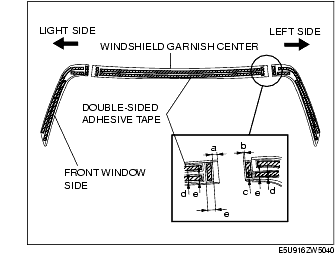 LIGHT SIDE
LEFT SIDE
WINDSHIELD GARNISH CENTER
DOUBLE-SIDED
ADHESIVE TAPE
FRONT WINDOW
SIDE
a
b
d e
c e d
e
E5U916ZW5040